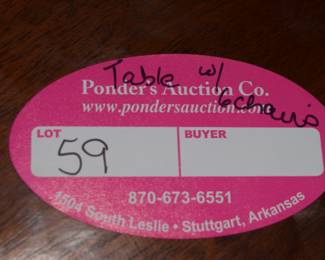 Table w/
6 chairs
Ponder's Auction Co.
www.pondersauction.com
LOT
59
BUYER
870-673-6551
1504 South Leslie • Stuttgart, Arkansas